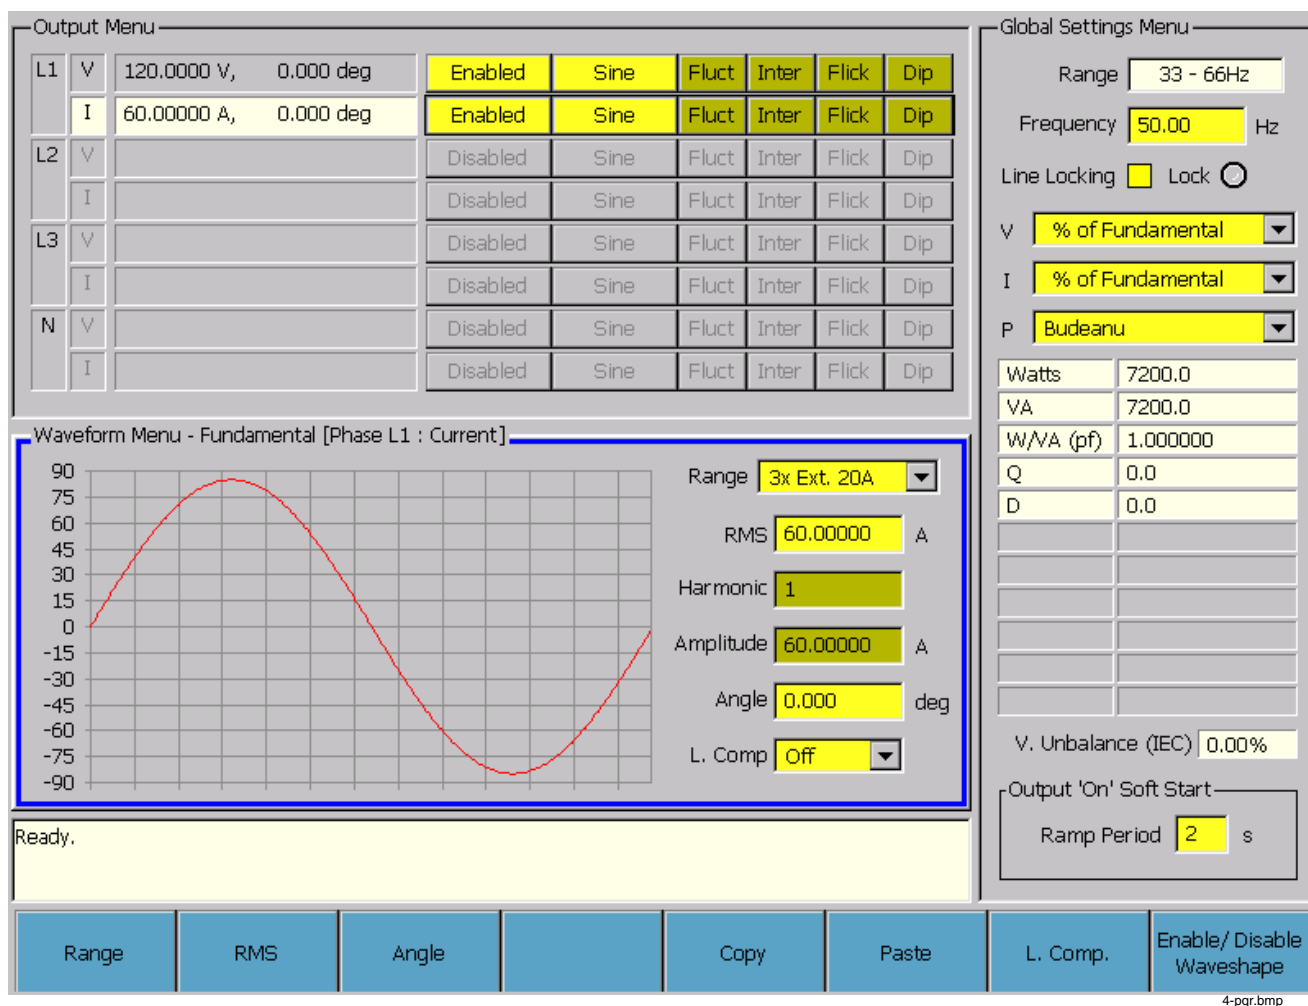 Output Menu
L1 V 120.0000 V, 0.000 deg Enabled Sine Fluct Inter Flick Dip
I 60.00000 A, 0.000 deg Enabled Sine Fluct Inter Flick Dip
L2 V Disabled Sine Fluct Inter Flick Dip
I Disabled Sine Fluct Inter Flick Dip
L3 V Disabled Sine Fluct Inter Flick Dip
I Disabled Sine Fluct Inter Flick Dip
N V Disabled Sine Fluct Inter Flick Dip
I Disabled Sine Fluct Inter Flick Dip
Waveform Menu - Fundamental [Phase L1 : Current]
90
75
60
45
30
15
0
-15
-30
-45
-60
-75
-90
Range 3x Ext. 20A
RMS 60.00000 A
Harmonic 1
Amplitude 60.00000 A
Angle 0.000 deg
L. Comp Off
Ready.
Global Settings Menu
Range 33 - 66Hz
Frequency 50.00 Hz
Line Locking Lock
V % of Fundamental
I % of Fundamental
P Budeanu
Watts 7200.0
VA 7200.0
W/VA (pf) 1.000000
Q 0.0
D 0.0
V. Unbalance (IEC) 0.00%
Output 'On' Soft Start
Ramp Period 2 s
Range
RMS
Angle
Copy
Paste
L. Comp.
Enable/ Disable
Waveshape
4-pqr.bmp